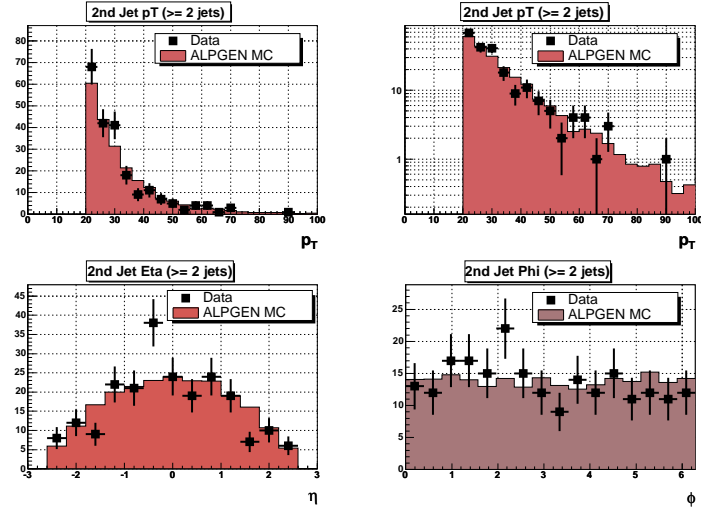 2nd Jet pT (>= 2 jets)
Data
ALPGEN MC
80
70
60
50
40
30
20
10
0
0 10 20 30 40 50 60 70 80 90 100
pT
2nd Jet pT (>= 2 jets)
Data
ALPGEN MC
10
1
0 10 20 30 40 50 60 70 80 90 100
pT
2nd Jet Eta (>= 2 jets)
Data
ALPGEN MC
45
40
35
30
25
20
15
10
5
0
-3 -2 -1 0 1 2 3
η
2nd Jet Phi (>= 2 jets)
Data
ALPGEN MC
25
20
15
10
5
0
0 1 2 3 4 5 6
ϕ